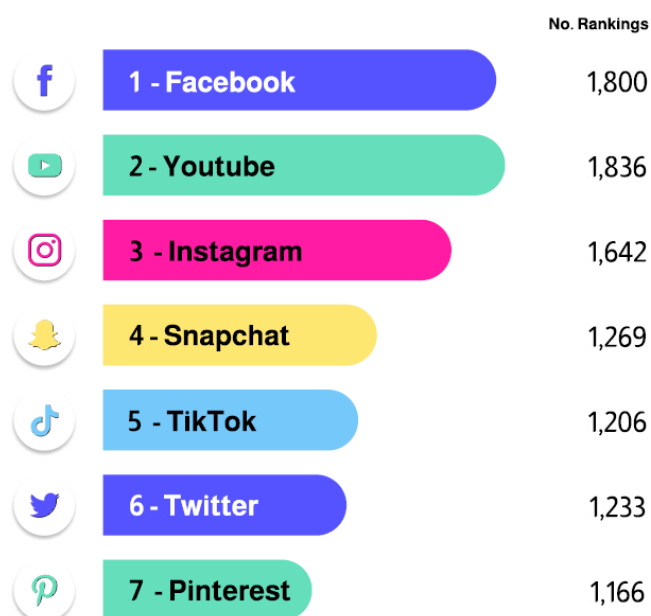 No. Rankings
1 - Facebook 1,800
2 - Youtube 1,836
3 - Instagram 1,642
4 - Snapchat 1,269
5 - TikTok 1,206
6 - Twitter 1,233
7 - Pinterest 1,166